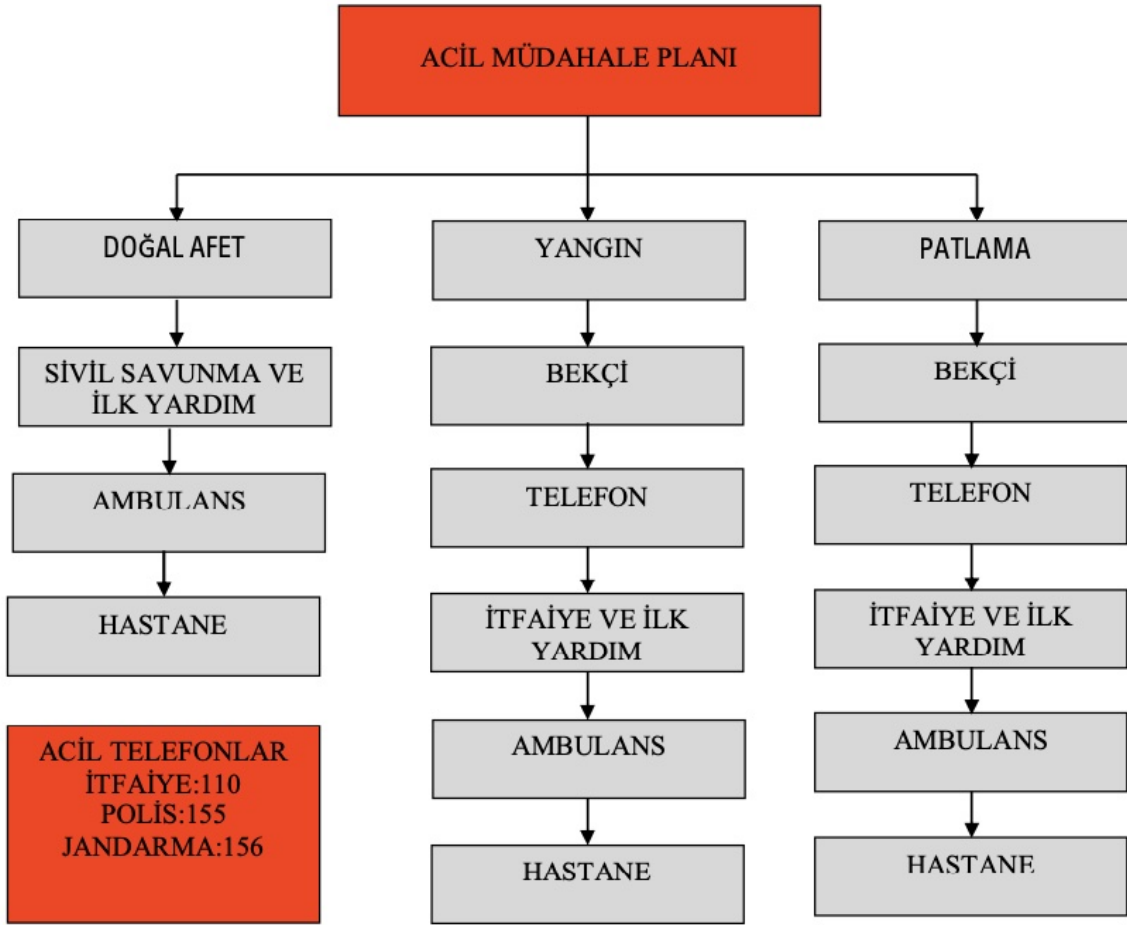 ACİL MÜDAHALE PLANI
DOĞAL AFET
SİVİL SAVUNMA VE
İLK YARDIM
AMBULANS
HASTANE
YANGIN
BEKÇİ
TELEFON
İTFAİYE VE İLK
YARDIM
AMBULANS
HASTANE
PATLAMA
BEKÇİ
TELEFON
İTFAİYE VE İLK
YARDIM
AMBULANS
HASTANE
ACİL TELEFONLAR
İTFAİYE:110
POLİS:155
JANDARMA:156